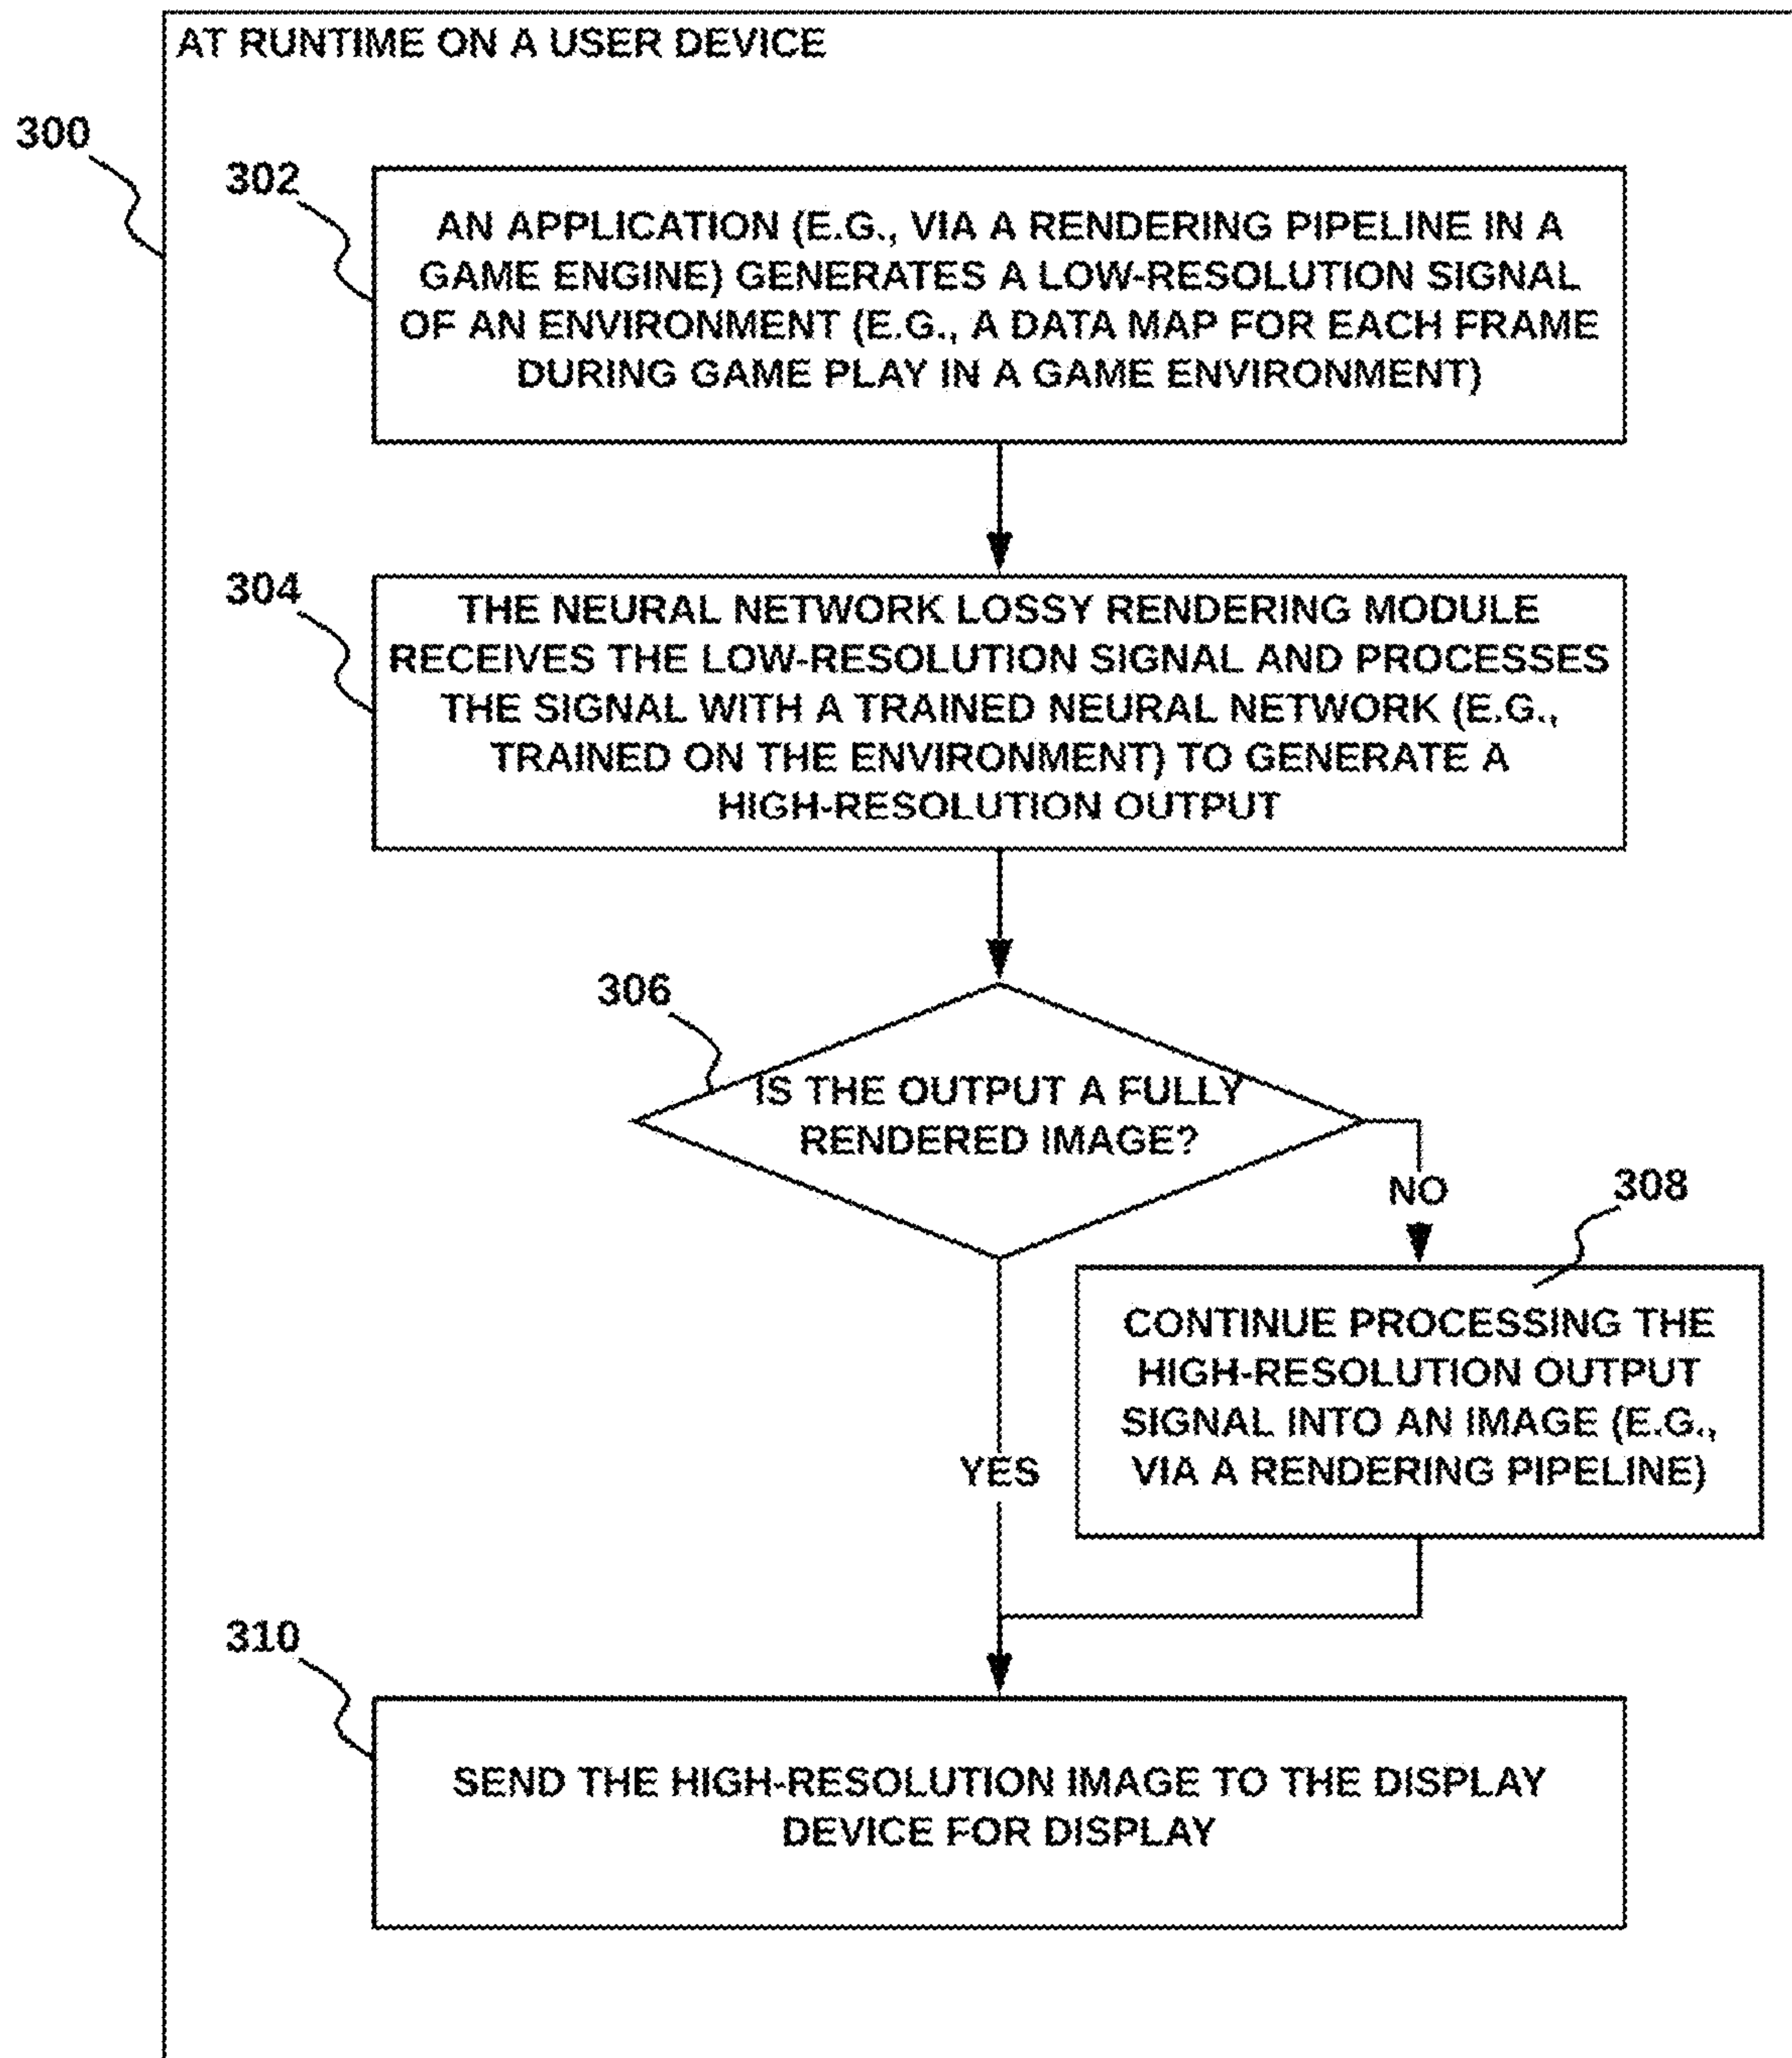 AT RUNTIME ON A USER DEVICE
300
302
AN APPLICATION (E.G., VIA A RENDERING PIPELINE IN A
GAME ENGINE) GENERATES A LOW-RESOLUTION SIGNAL
OF AN ENVIRONMENT (E.G., A DATA MAP FOR EACH FRAME
DURING GAME PLAY IN A GAME ENVIRONMENT)
304
THE NEURAL NETWORK LOSSY RENDERING MODULE
RECEIVES THE LOW-RESOLUTION SIGNAL AND PROCESSES
THE SIGNAL WITH A TRAINED NEURAL NETWORK (E.G.,
TRAINED ON THE ENVIRONMENT) TO GENERATE A
HIGH-RESOLUTION OUTPUT
306
IS THE OUTPUT A FULLY
RENDERED IMAGE?
NO
308
CONTINUE PROCESSING THE
HIGH-RESOLUTION OUTPUT
SIGNAL INTO AN IMAGE (E.G.,
VIA A RENDERING PIPELINE)
YES
310
SEND THE HIGH-RESOLUTION IMAGE TO THE DISPLAY
DEVICE FOR DISPLAY